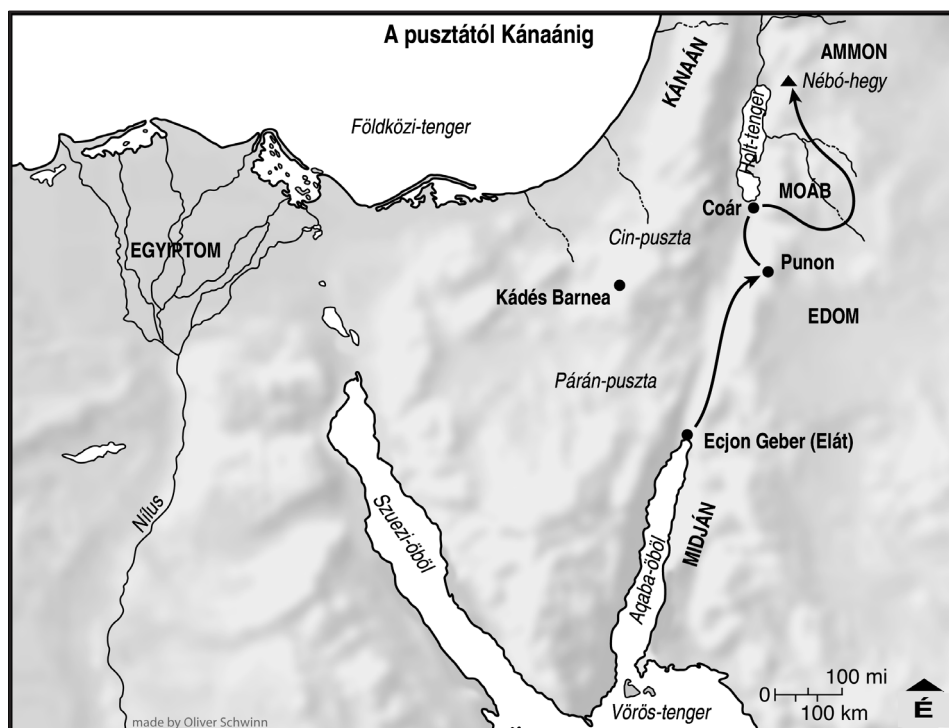 A pusztától Kánaánig
KÁNAÁN
AMMON
Nébó-hegy
Földközi-tenger
Holt-tenger
MOÁB
Coár
EGYIPTOM
Cin-puszta
Punon
Kádés Barnea
EDOM
Párán-puszta
Ecjon Geber (Elát)
Nílus
Szuezi-öböl
Aqaba-öböl
MIDJÁN
100 mi
0
100 km
É
Vörös-tenger
made by Oliver Schwinn